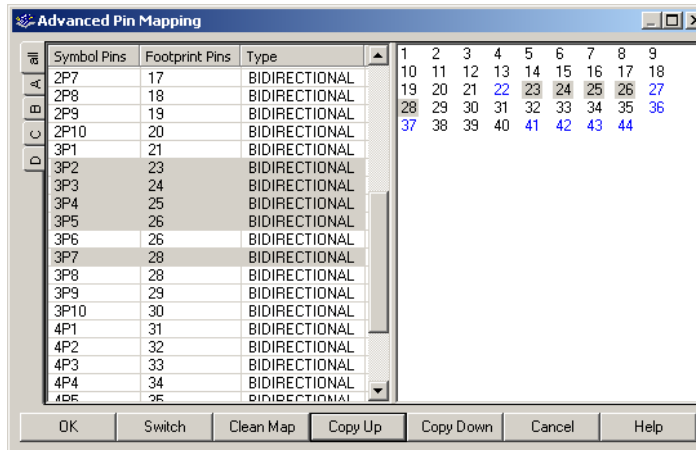 Advanced Pin Mapping
all
A
B
C
D
Symbol Pins Footprint Pins Type
2P7 17 BIDIRECTIONAL
2P8 18 BIDIRECTIONAL
2P9 19 BIDIRECTIONAL
2P10 20 BIDIRECTIONAL
3P1 21 BIDIRECTIONAL
3P2 23 BIDIRECTIONAL
3P3 24 BIDIRECTIONAL
3P4 25 BIDIRECTIONAL
3P5 26 BIDIRECTIONAL
3P6 26 BIDIRECTIONAL
3P7 28 BIDIRECTIONAL
3P8 28 BIDIRECTIONAL
3P9 29 BIDIRECTIONAL
3P10 30 BIDIRECTIONAL
4P1 31 BIDIRECTIONAL
4P2 32 BIDIRECTIONAL
4P3 33 BIDIRECTIONAL
4P4 34 BIDIRECTIONAL
4P5 35 BIDIRECTIONAL
1 2 3 4 5 6 7 8 9
10 11 12 13 14 15 16 17 18
19 20 21 22 23 24 25 26 27
28 29 30 31 32 33 34 35 36
37 38 39 40 41 42 43 44
OK Switch Clean Map Copy Up Copy Down Cancel Help